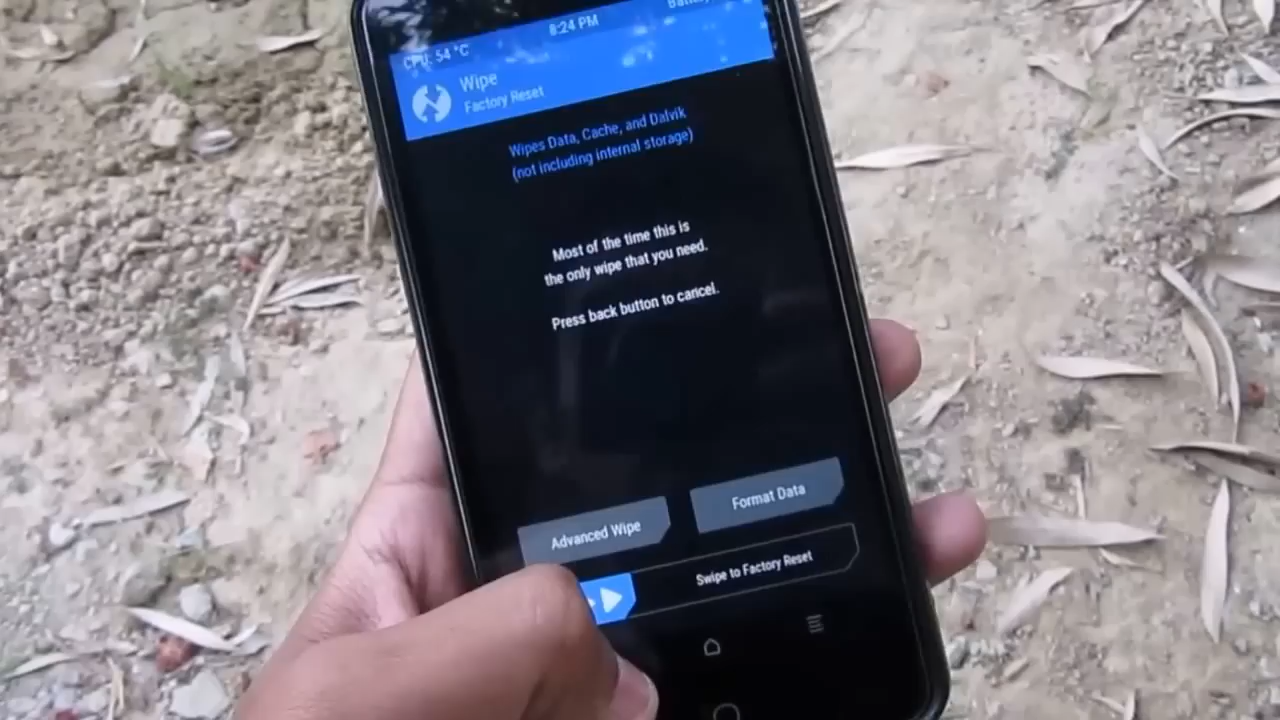 8:24 PM
CPU: 54 °C
Wipe
Factory Reset
Wipes Data, Cache, and Dalvik
(not including internal storage)
Most of the time this is
the only wipe that you need.
Press back button to cancel.
Advanced Wipe
Format Data
Swipe to Factory Reset